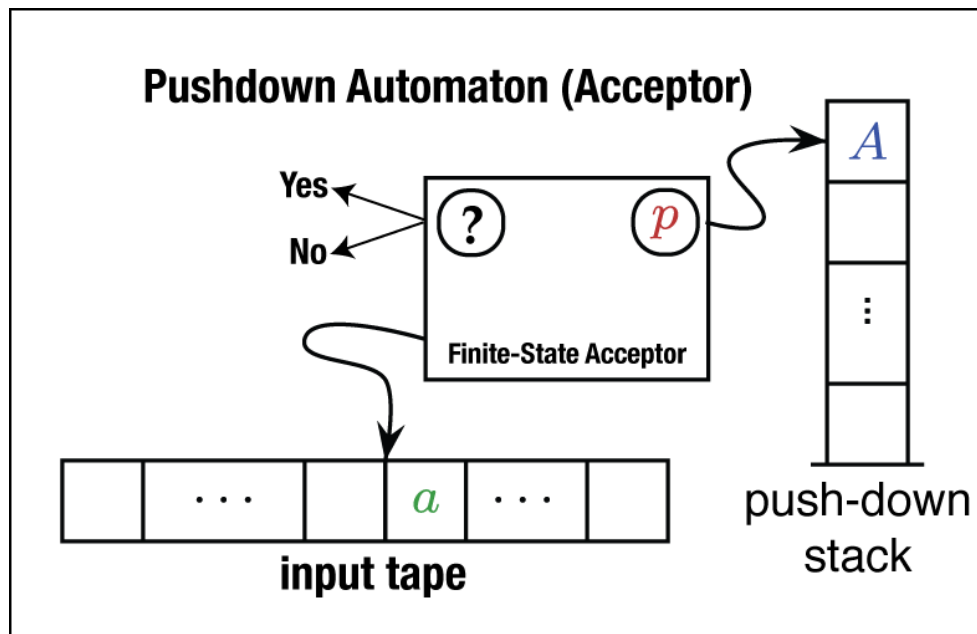 Pushdown Automaton (Acceptor)
A
Yes
? p
No
⋮
Finite-State Acceptor
· · · a · · ·
push-down
stack
input tape